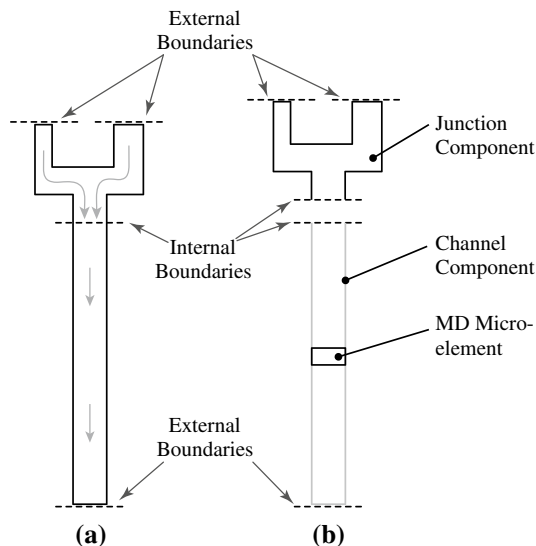 External
Boundaries
Junction
Component
Internal
Boundaries
Channel
Component
MD Micro-
element
External
Boundaries
(a)
(b)